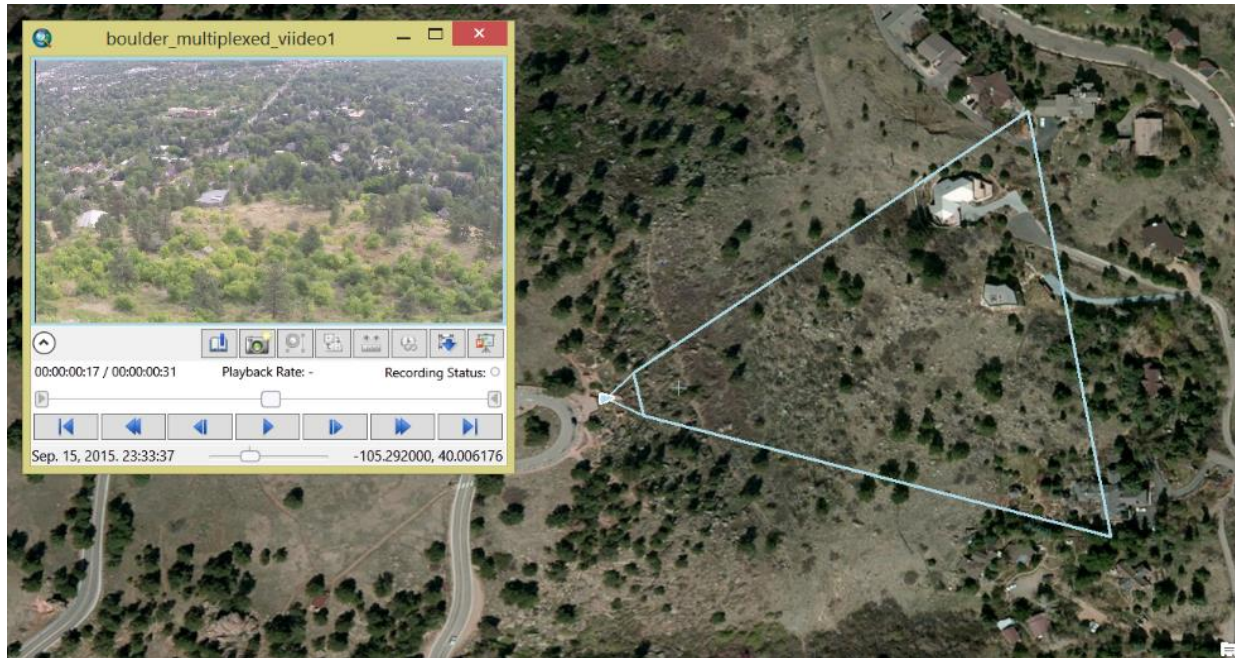 boulder_multiplexed_viideo1
00:00:00:17 / 00:00:00:31 Playback Rate: - Recording Status:
Sep. 15, 2015. 23:33:37 -105.292000, 40.006176